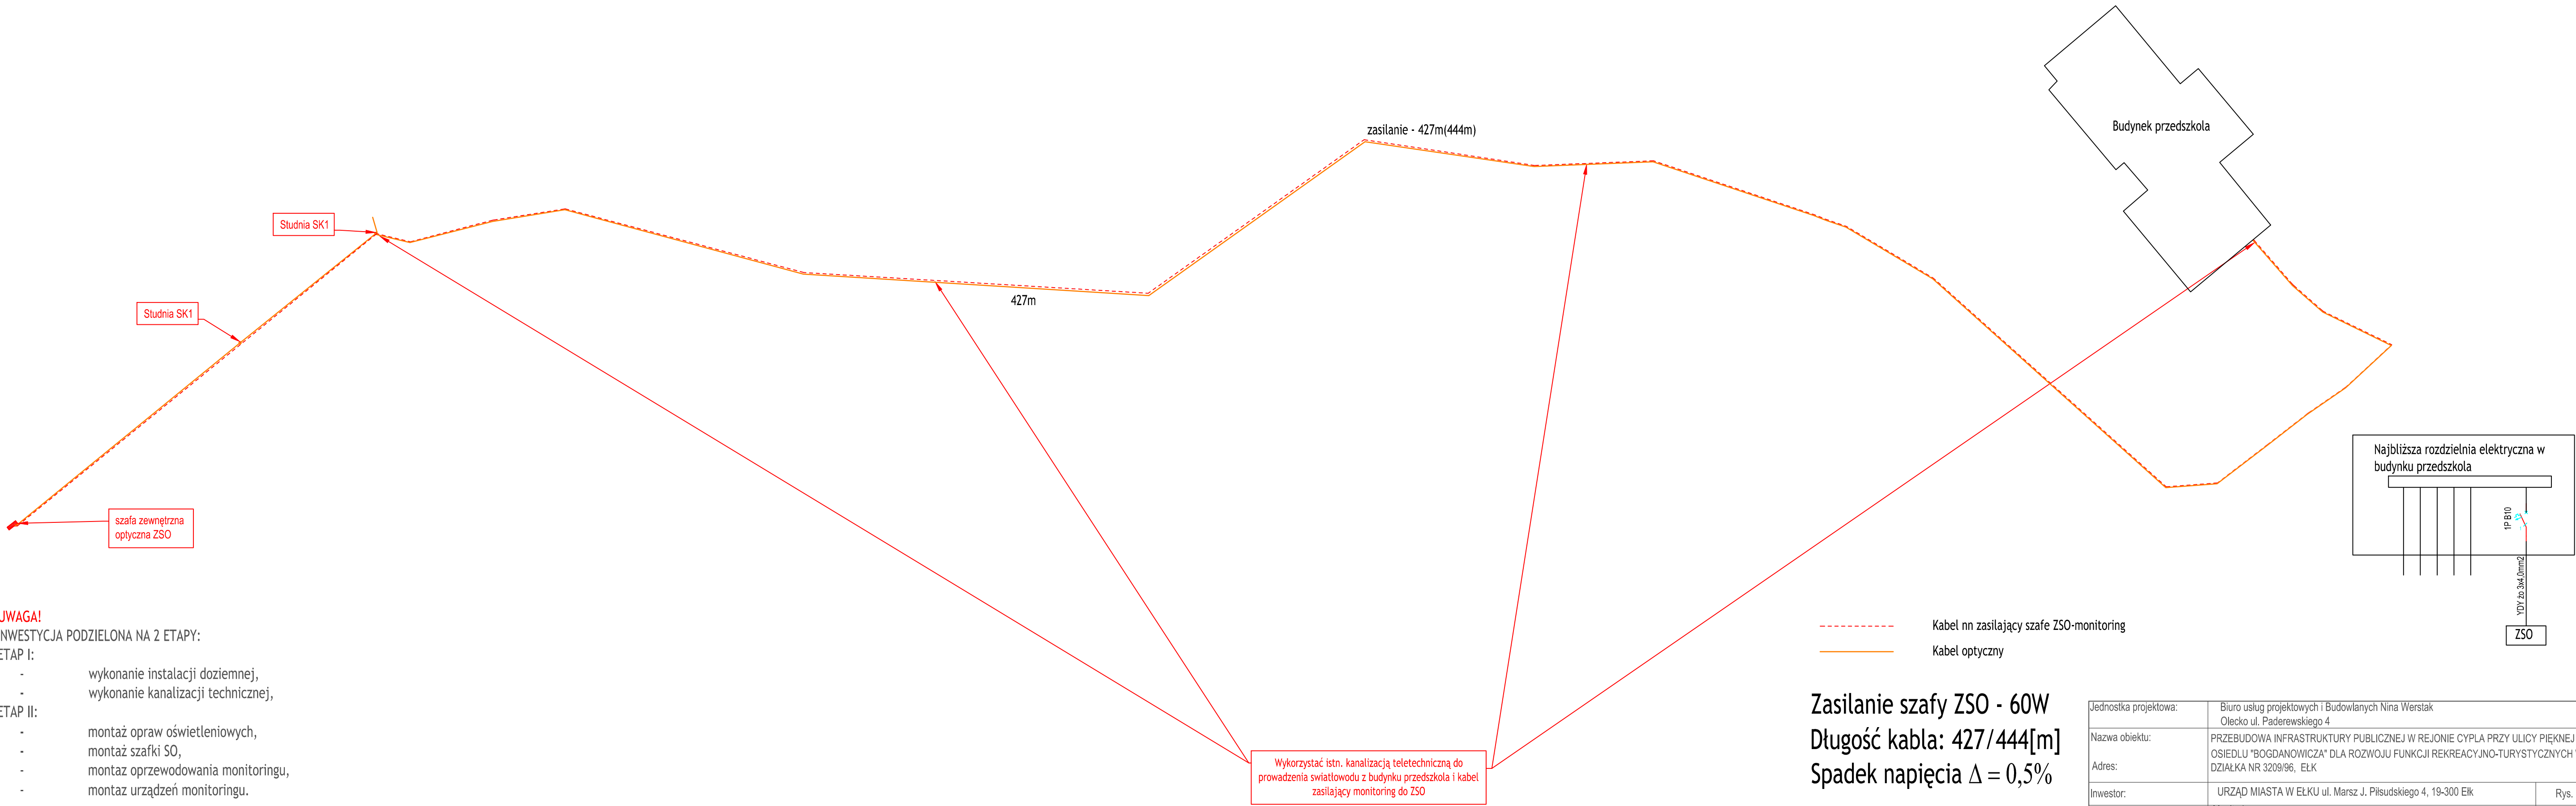 zasilanie - 427m(444m)
Budynek przedszkola
Studnia SK1
Studnia SK1
427m
szafa zewnętrzna
optyczna ZSO
Najbliższa rozdzielnia elektryczna w
budynku przedszkola
1P B10
YDY żo 3x4,0mm2
ZSO
UWAGA!
INWESTYCJA PODZIELONA NA 2 ETAPY:
ETAP I:
- wykonanie instalacji doziemnej,
- wykonanie kanalizacji technicznej,
ETAP II:
- montaż opraw oświetleniowych,
- montaż szafki SO,
- montaz oprzewodowania monitoringu,
- montaz urządzeń monitoringu.
Wykorzystać istn. kanalizacją teletechniczną do
prowadzenia swiatłowodu z budynku przedszkola i kabel
zasilający monitoring do ZSO
Kabel nn zasilający szafe ZSO-monitoring
Kabel optyczny
Zasilanie szafy ZSO - 60W
Długość kabla: 427/444[m]
Spadek napięcia Δ = 0,5%
Jednostka projektowa: Biuro usług projektowych i Budowlanych Nina Werstak
Olecko ul. Paderewskiego 4
Nazwa obiektu: PRZEBUDOWA INFRASTRUKTURY PUBLICZNEJ W REJONIE CYPLA PRZY ULICY PIĘKNEJ
OSIEDLU "BOGDANOWICZA" DLA ROZWOJU FUNKCJI REKREACYJNO-TURYSTYCZNYCH
Adres: DZIAŁKA NR 3209/96, EŁK
Inwestor: URZĄD MIASTA W EŁKU ul. Marsz J. Piłsudskiego 4, 19-300 Ełk Rys.